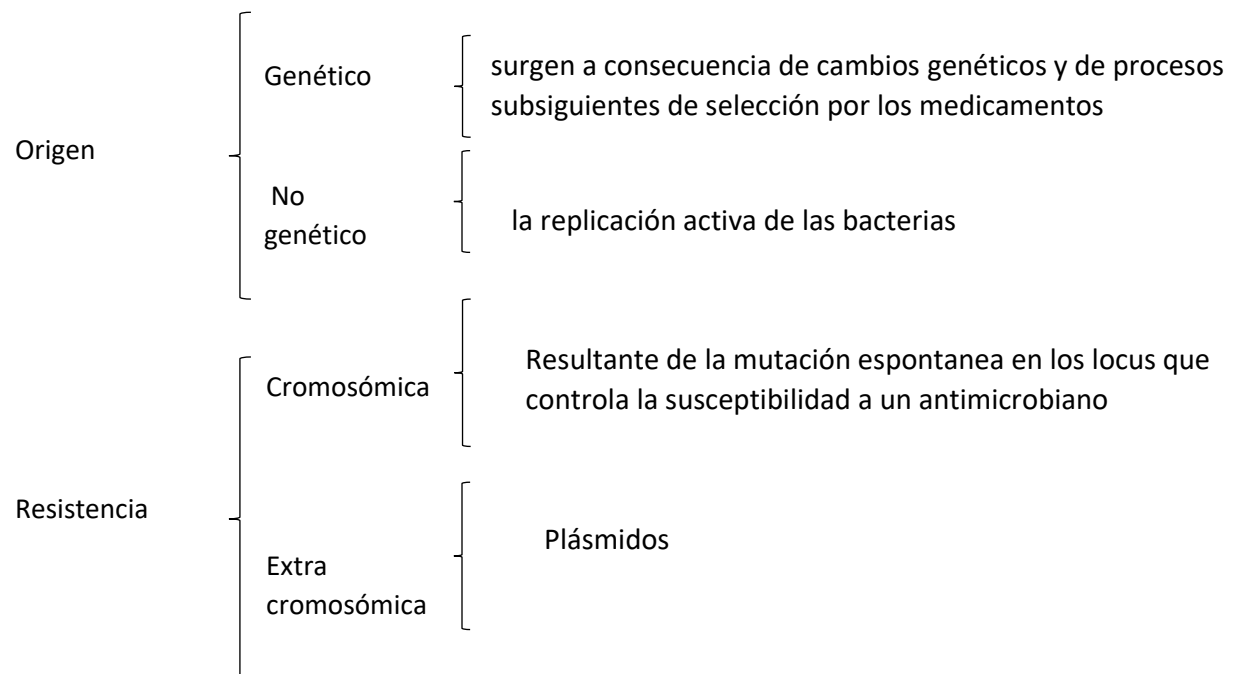 Origen
Genético
surgen a consecuencia de cambios genéticos y de procesos
subsiguientes de selección por los medicamentos
No
genético
la replicación activa de las bacterias
Resistencia
Cromosómica
Resultante de la mutación espontanea en los locus que
controla la susceptibilidad a un antimicrobiano
Extra
cromosómica
Plásmidos